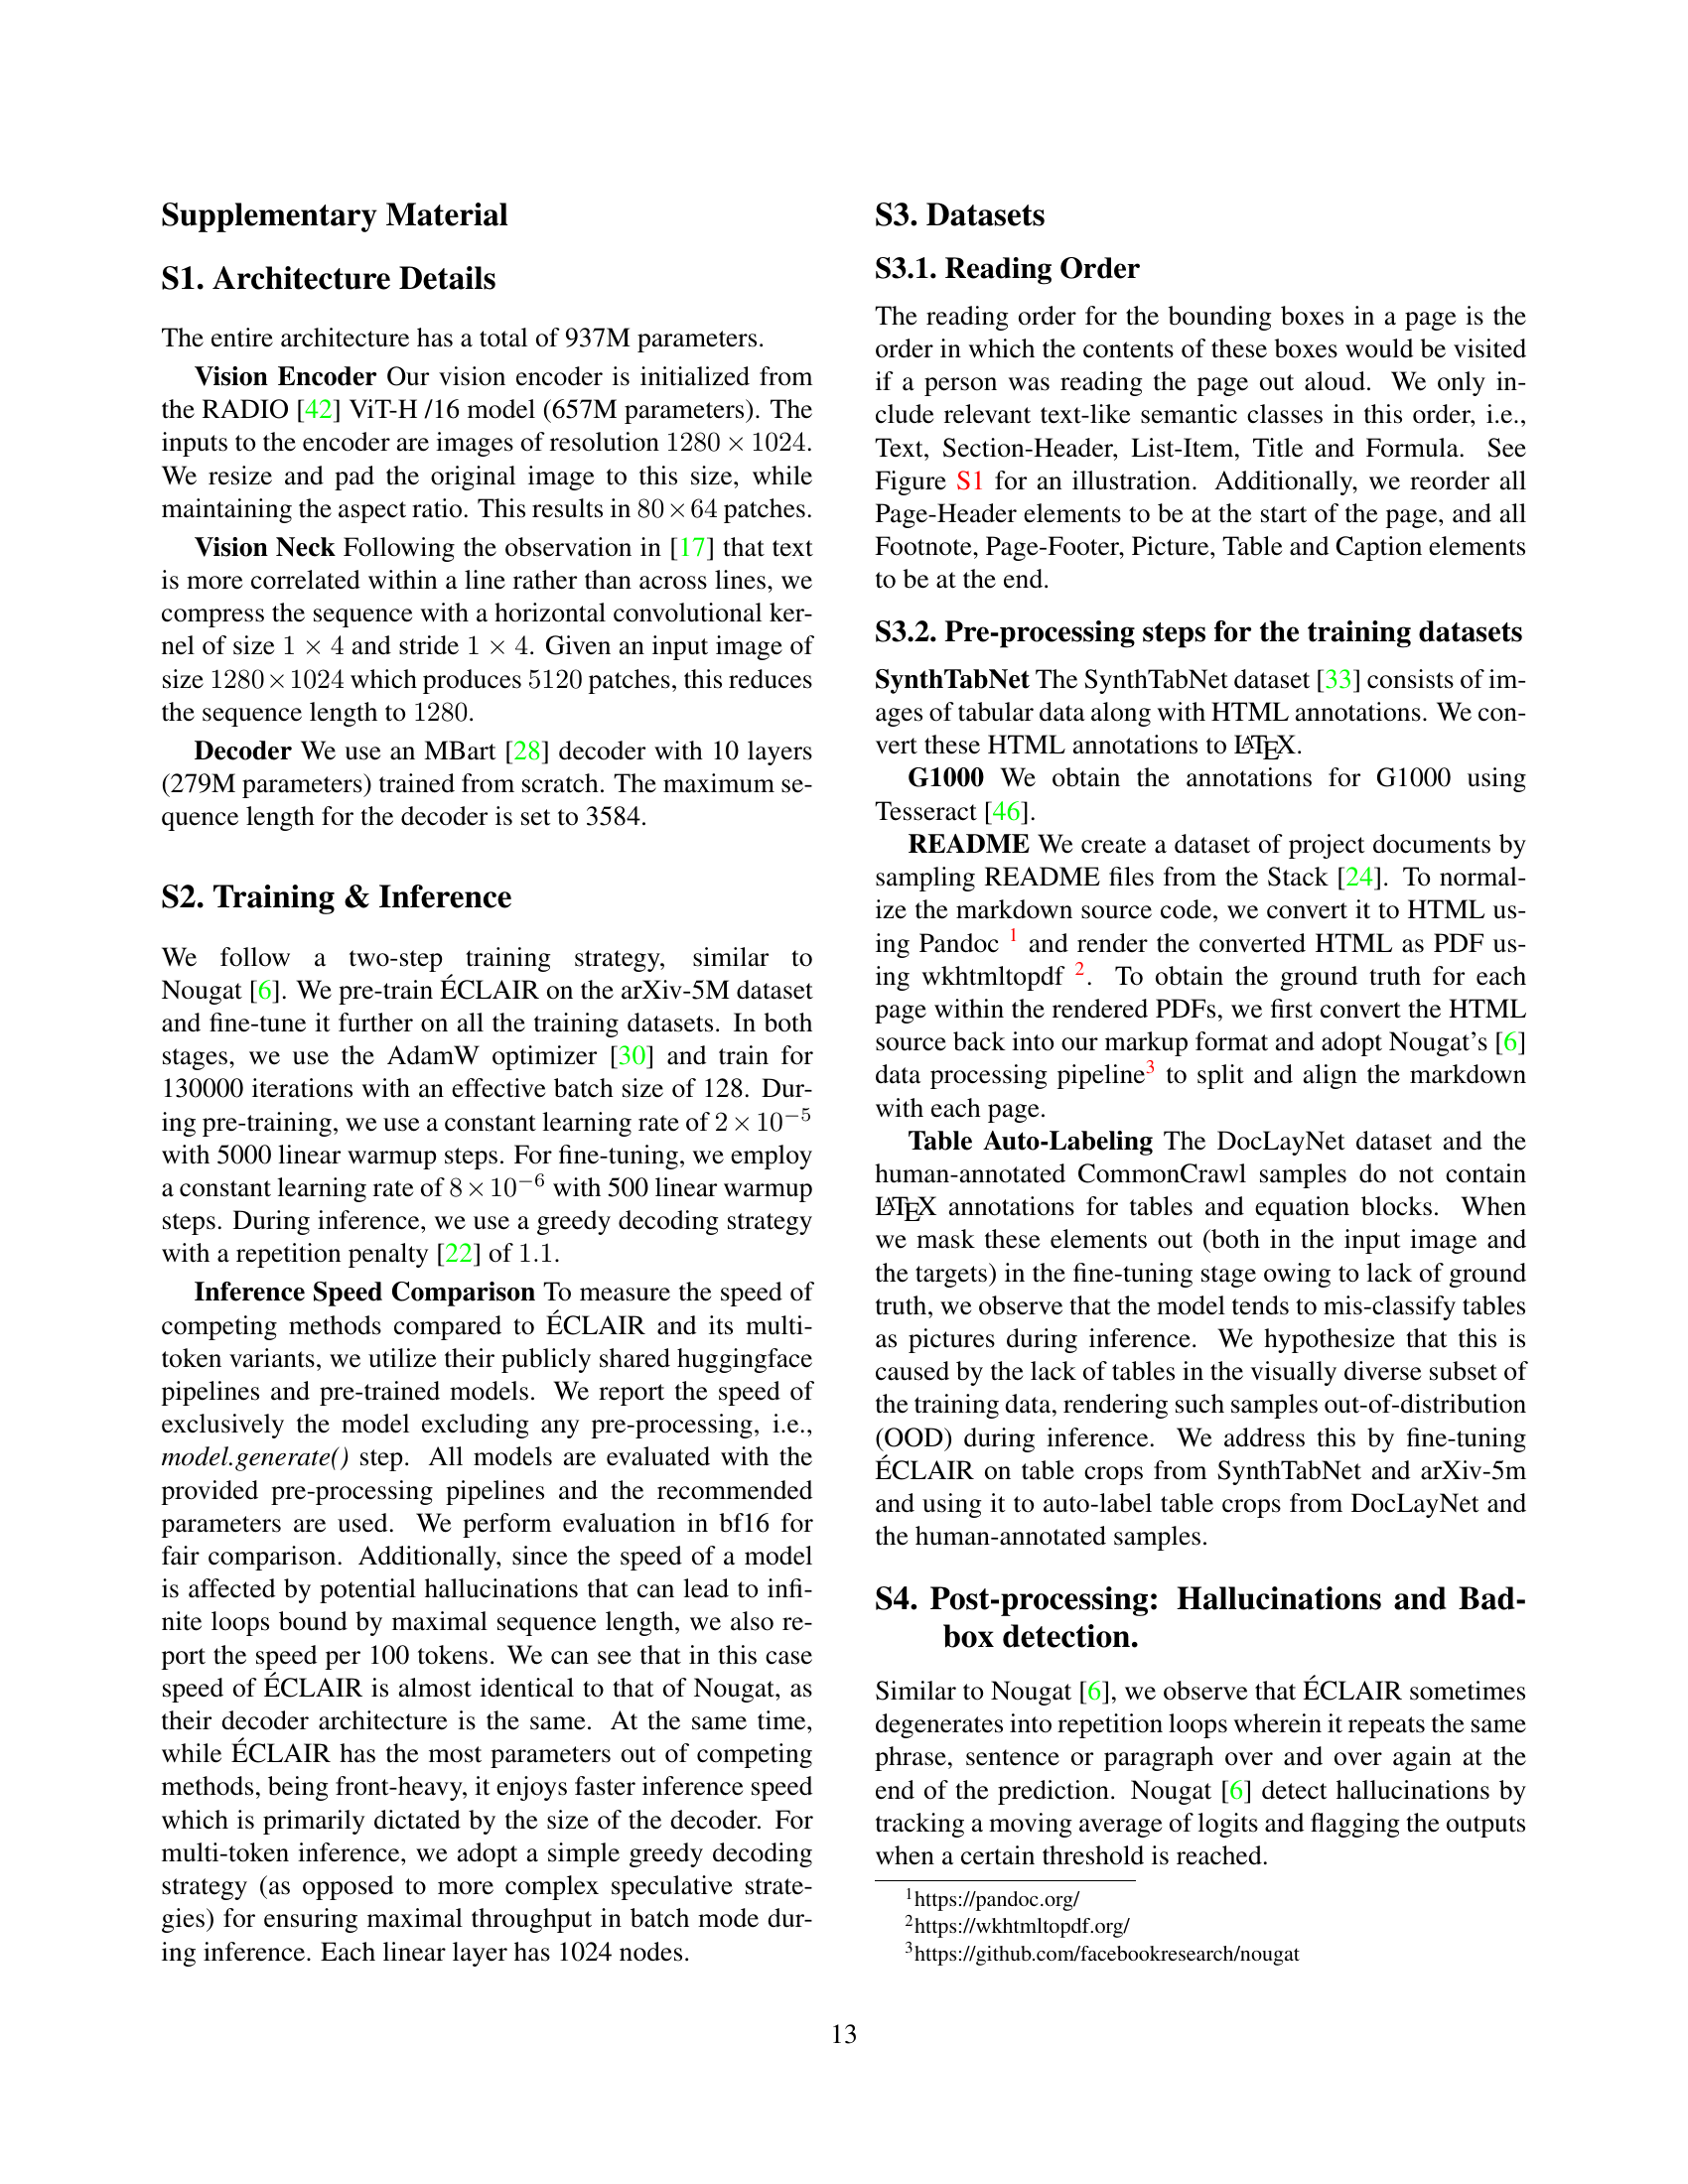 Supplementary Material
S1. Architecture Details
The entire architecture has a total of 937M parameters.
Vision Encoder Our vision encoder is initialized from
the RADIO [42] ViT-H /16 model (657M parameters). The
inputs to the encoder are images of resolution 1280 × 1024.
We resize and pad the original image to this size, while
maintaining the aspect ratio. This results in 80×64 patches.
Vision Neck Following the observation in [17] that text
is more correlated within a line rather than across lines, we
compress the sequence with a horizontal convolutional ker-
nel of size 1 × 4 and stride 1 × 4. Given an input image of
size 1280×1024 which produces 5120 patches, this reduces
the sequence length to 1280.
Decoder We use an MBart [28] decoder with 10 layers
(279M parameters) trained from scratch. The maximum se-
quence length for the decoder is set to 3584.
S2. Training & Inference
We follow a two-step training strategy, similar to
Nougat [6]. We pre-train ÉCLAIR on the arXiv-5M dataset
and fine-tune it further on all the training datasets. In both
stages, we use the AdamW optimizer [30] and train for
130000 iterations with an effective batch size of 128. Dur-
ing pre-training, we use a constant learning rate of 2×10⁻⁵
with 5000 linear warmup steps. For fine-tuning, we employ
a constant learning rate of 8×10⁻⁶ with 500 linear warmup
steps. During inference, we use a greedy decoding strategy
with a repetition penalty [22] of 1.1.
Inference Speed Comparison To measure the speed of
competing methods compared to ÉCLAIR and its multi-
token variants, we utilize their publicly shared huggingface
pipelines and pre-trained models. We report the speed of
exclusively the model excluding any pre-processing, i.e.,
model.generate() step. All models are evaluated with the
provided pre-processing pipelines and the recommended
parameters are used. We perform evaluation in bf16 for
fair comparison. Additionally, since the speed of a model
is affected by potential hallucinations that can lead to infi-
nite loops bound by maximal sequence length, we also re-
port the speed per 100 tokens. We can see that in this case
speed of ÉCLAIR is almost identical to that of Nougat, as
their decoder architecture is the same. At the same time,
while ÉCLAIR has the most parameters out of competing
methods, being front-heavy, it enjoys faster inference speed
which is primarily dictated by the size of the decoder. For
multi-token inference, we adopt a simple greedy decoding
strategy (as opposed to more complex speculative strate-
gies) for ensuring maximal throughput in batch mode dur-
ing inference. Each linear layer has 1024 nodes.
S3. Datasets
S3.1. Reading Order
The reading order for the bounding boxes in a page is the
order in which the contents of these boxes would be visited
if a person was reading the page out aloud. We only in-
clude relevant text-like semantic classes in this order, i.e.,
Text, Section-Header, List-Item, Title and Formula. See
Figure S1 for an illustration. Additionally, we reorder all
Page-Header elements to be at the start of the page, and all
Footnote, Page-Footer, Picture, Table and Caption elements
to be at the end.
S3.2. Pre-processing steps for the training datasets
SynthTabNet The SynthTabNet dataset [33] consists of im-
ages of tabular data along with HTML annotations. We con-
vert these HTML annotations to LATEX.
G1000 We obtain the annotations for G1000 using
Tesseract [46].
README We create a dataset of project documents by
sampling README files from the Stack [24]. To normal-
ize the markdown source code, we convert it to HTML us-
ing Pandoc ¹ and render the converted HTML as PDF us-
ing wkhtmltopdf ². To obtain the ground truth for each
page within the rendered PDFs, we first convert the HTML
source back into our markup format and adopt Nougat's [6]
data processing pipeline³ to split and align the markdown
with each page.
Table Auto-Labeling The DocLayNet dataset and the
human-annotated CommonCrawl samples do not contain
LATEX annotations for tables and equation blocks. When
we mask these elements out (both in the input image and
the targets) in the fine-tuning stage owing to lack of ground
truth, we observe that the model tends to mis-classify tables
as pictures during inference. We hypothesize that this is
caused by the lack of tables in the visually diverse subset of
the training data, rendering such samples out-of-distribution
(OOD) during inference. We address this by fine-tuning
ÉCLAIR on table crops from SynthTabNet and arXiv-5m
and using it to auto-label table crops from DocLayNet and
the human-annotated samples.
S4. Post-processing: Hallucinations and Bad-
box detection.
Similar to Nougat [6], we observe that ÉCLAIR sometimes
degenerates into repetition loops wherein it repeats the same
phrase, sentence or paragraph over and over again at the
end of the prediction. Nougat [6] detect hallucinations by
tracking a moving average of logits and flagging the outputs
when a certain threshold is reached.
¹https://pandoc.org/
²https://wkhtmltopdf.org/
³https://github.com/facebookresearch/nougat
13